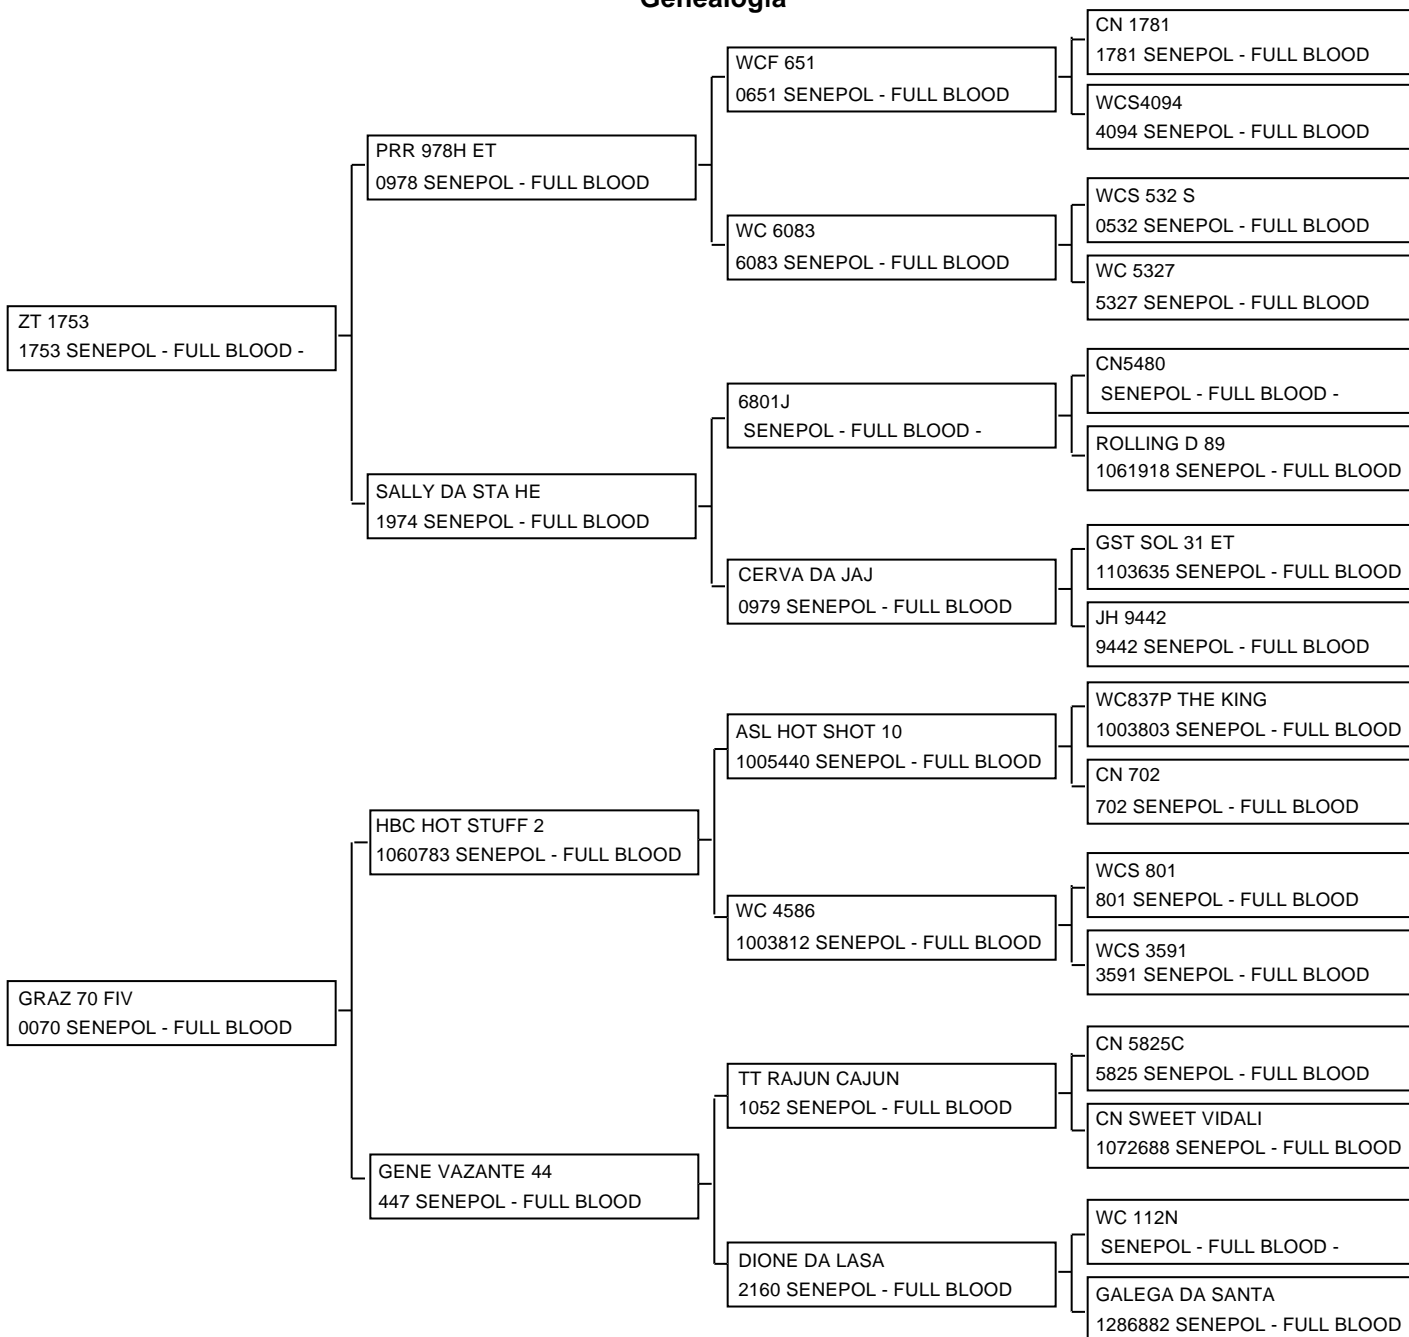 Genealogia
CN 1781
1781 SENEPOL - FULL BLOOD
WCF 651
0651 SENEPOL - FULL BLOOD
WCS4094
4094 SENEPOL - FULL BLOOD
PRR 978H ET
0978 SENEPOL - FULL BLOOD
WCS 532 S
0532 SENEPOL - FULL BLOOD
WC 6083
6083 SENEPOL - FULL BLOOD
WC 5327
5327 SENEPOL - FULL BLOOD
ZT 1753
1753 SENEPOL - FULL BLOOD -
CN5480
SENEPOL - FULL BLOOD -
6801J
SENEPOL - FULL BLOOD -
ROLLING D 89
1061918 SENEPOL - FULL BLOOD
SALLY DA STA HE
1974 SENEPOL - FULL BLOOD
GST SOL 31 ET
1103635 SENEPOL - FULL BLOOD
CERVA DA JAJ
0979 SENEPOL - FULL BLOOD
JH 9442
9442 SENEPOL - FULL BLOOD
WC837P THE KING
1003803 SENEPOL - FULL BLOOD
ASL HOT SHOT 10
1005440 SENEPOL - FULL BLOOD
CN 702
702 SENEPOL - FULL BLOOD
HBC HOT STUFF 2
1060783 SENEPOL - FULL BLOOD
WCS 801
801 SENEPOL - FULL BLOOD
WC 4586
1003812 SENEPOL - FULL BLOOD
WCS 3591
3591 SENEPOL - FULL BLOOD
GRAZ 70 FIV
0070 SENEPOL - FULL BLOOD
CN 5825C
5825 SENEPOL - FULL BLOOD
TT RAJUN CAJUN
1052 SENEPOL - FULL BLOOD
CN SWEET VIDALI
1072688 SENEPOL - FULL BLOOD
GENE VAZANTE 44
447 SENEPOL - FULL BLOOD
WC 112N
SENEPOL - FULL BLOOD -
DIONE DA LASA
2160 SENEPOL - FULL BLOOD
GALEGA DA SANTA
1286882 SENEPOL - FULL BLOOD